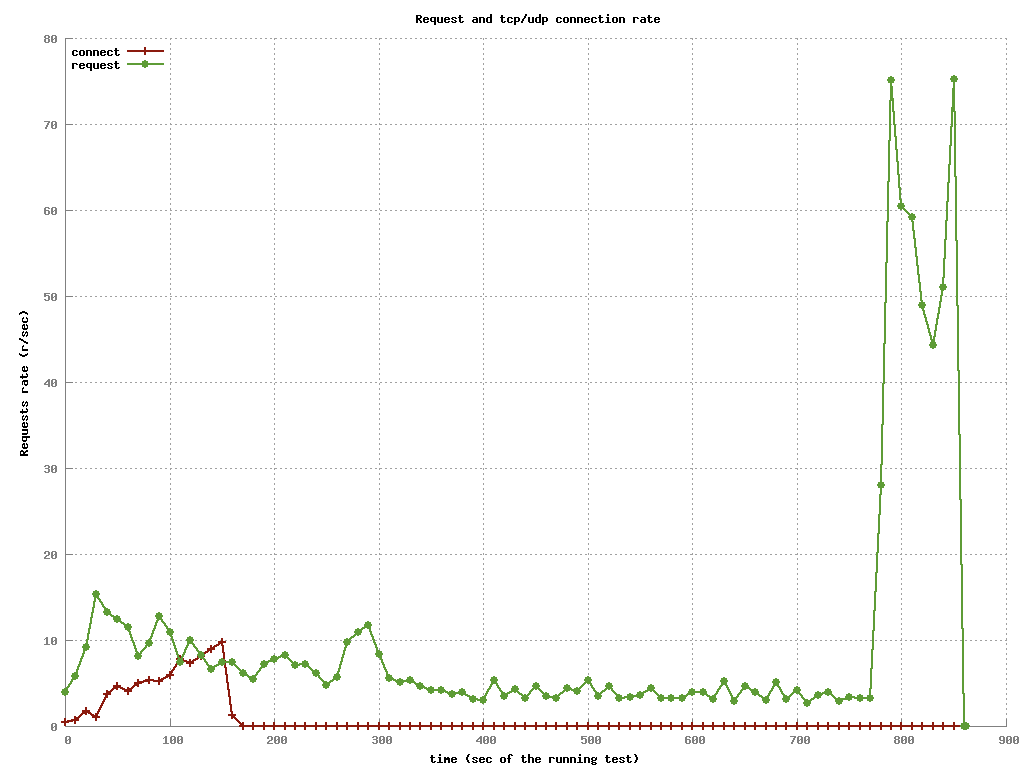 Request and tcp/udp connection rate
connect
request
80
70
60
50
40
30
20
10
0
Requests rate (r/sec)
0 100 200 300 400 500 600 700 800 900
time (sec of the running test)